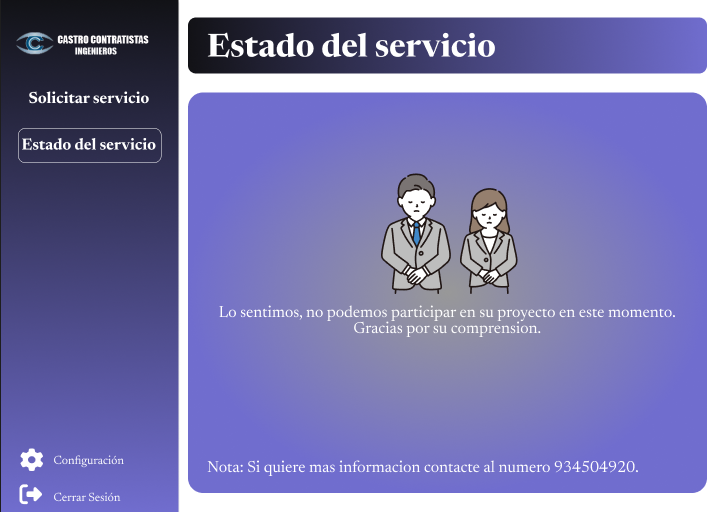 CASTRO CONTRATISTAS
INGENIEROS
Solicitar servicio
Estado del servicio
Configuración
Cerrar Sesión
Estado del servicio
Lo sentimos, no podemos participar en su proyecto en este momento.
Gracias por su comprension.
Nota: Si quiere mas informacion contacte al numero 934504920.